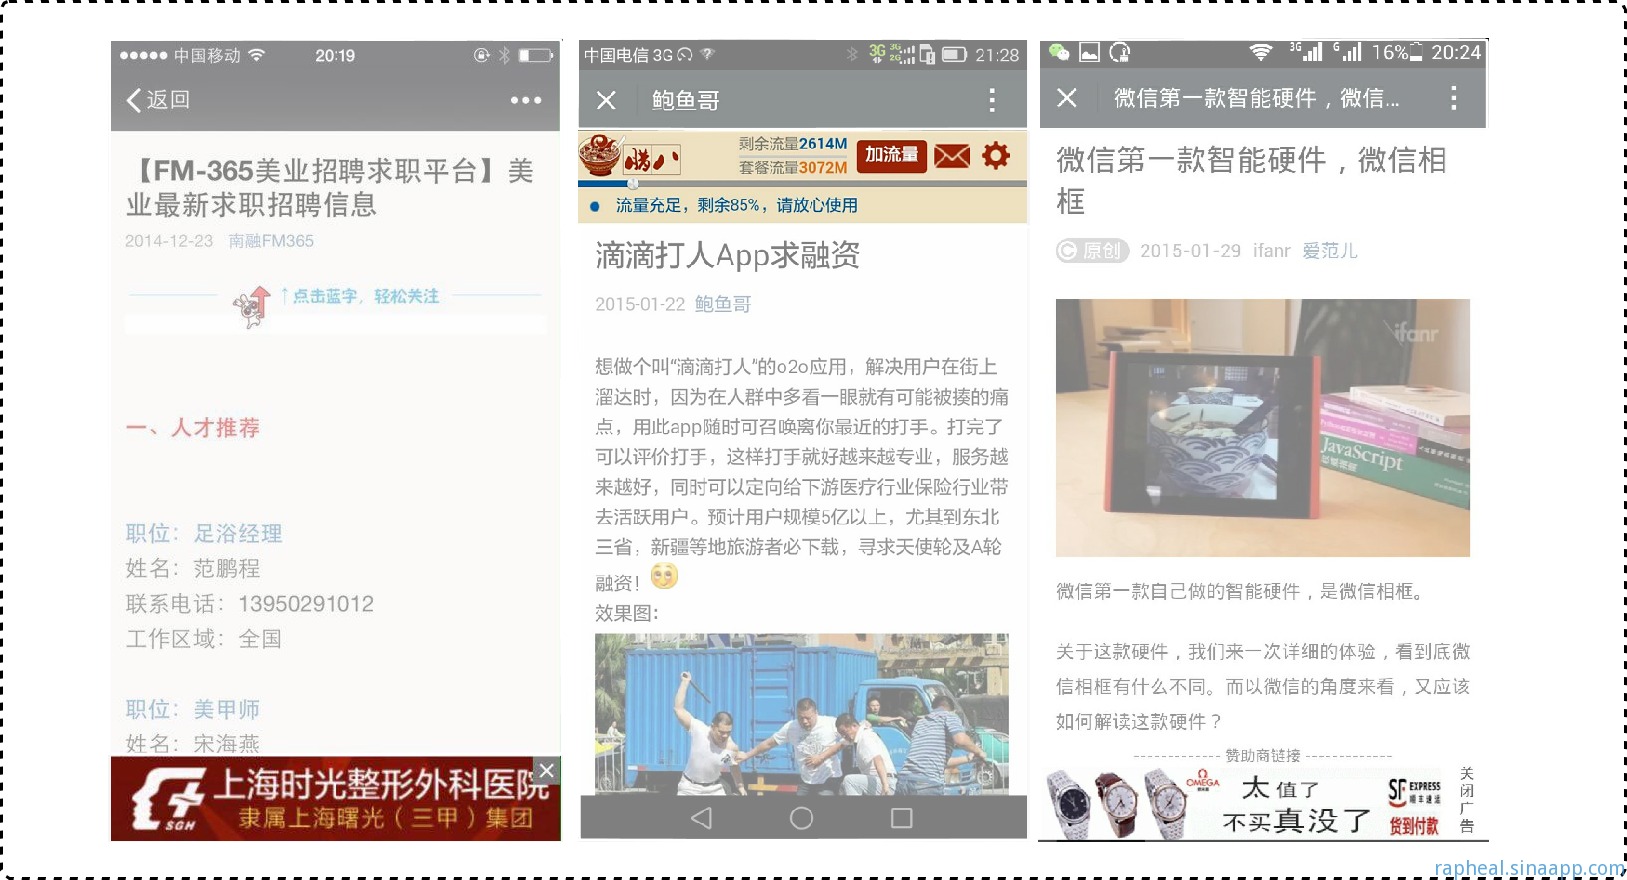 中国移动 20:19
返回
【FM-365美业招聘求职平台】美
业最新求职招聘信息
2014-12-23 南融FM365
↑点击蓝字，轻松关注
一、人才推荐
职位：足浴经理
姓名：范鹏程
联系电话：13950291012
工作区域：全国
职位：美甲师
姓名：宋海燕
上海时光整形外科医院
SGH
隶属上海曙光（三甲）集团
中国电信 3G 3G 3G 2G 21:28
鲍鱼哥
腊八
剩余流量2614M
套餐流量3072M
加流量
流量充足，剩余85%，请放心使用
滴滴打人App求融资
2015-01-22 鲍鱼哥
想做个叫“滴滴打人”的o2o应用，解决用户在街上
溜达时，因为在人群中多看一眼就有可能被揍的痛
点，用此app随时可召唤离你最近的打手。打完了
可以评价打手，这样打手就好越来越专业，服务越
来越好，同时可以定向给下游医疗行业保险行业带
去活跃用户。预计用户规模5亿以上，尤其到东北
三省，新疆等地旅游者必下载，寻求天使轮及A轮
融资！
效果图：
3G G 16% 20:24
微信第一款智能硬件，微信...
微信第一款智能硬件，微信相
框
原创 2015-01-29 ifanr 爱范儿
ifanr
JavaScript
微信第一款自己做的智能硬件，是微信相框。
关于这款硬件，我们来一次详细的体验，看到底微
信相框有什么不同。而以微信的角度来看，又应该
如何解读这款硬件？
------------ 赞助商链接 ------------
OMEGA
太值了
不买真没了
SF EXPRESS
顺丰速运
货到付款
关闭广告
rapheal.sinaapp.com